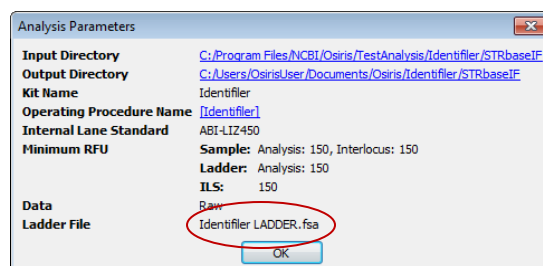 Analysis Parameters
Input Directory C:/Program Files/NCBI/Osiris/TestAnalysis/Identifiler/STRbaseIF
Output Directory C:/Users/OsirisUser/Documents/Osiris/Identifiler/STRbaseIF
Kit Name Identifiler
Operating Procedure Name [Identifiler]
Internal Lane Standard ABI-LIZ450
Minimum RFU Sample: Analysis: 150, Interlocus: 150
Ladder: Analysis: 150
ILS: 150
Data Raw
Ladder File Identifiler LADDER.fsa
OK